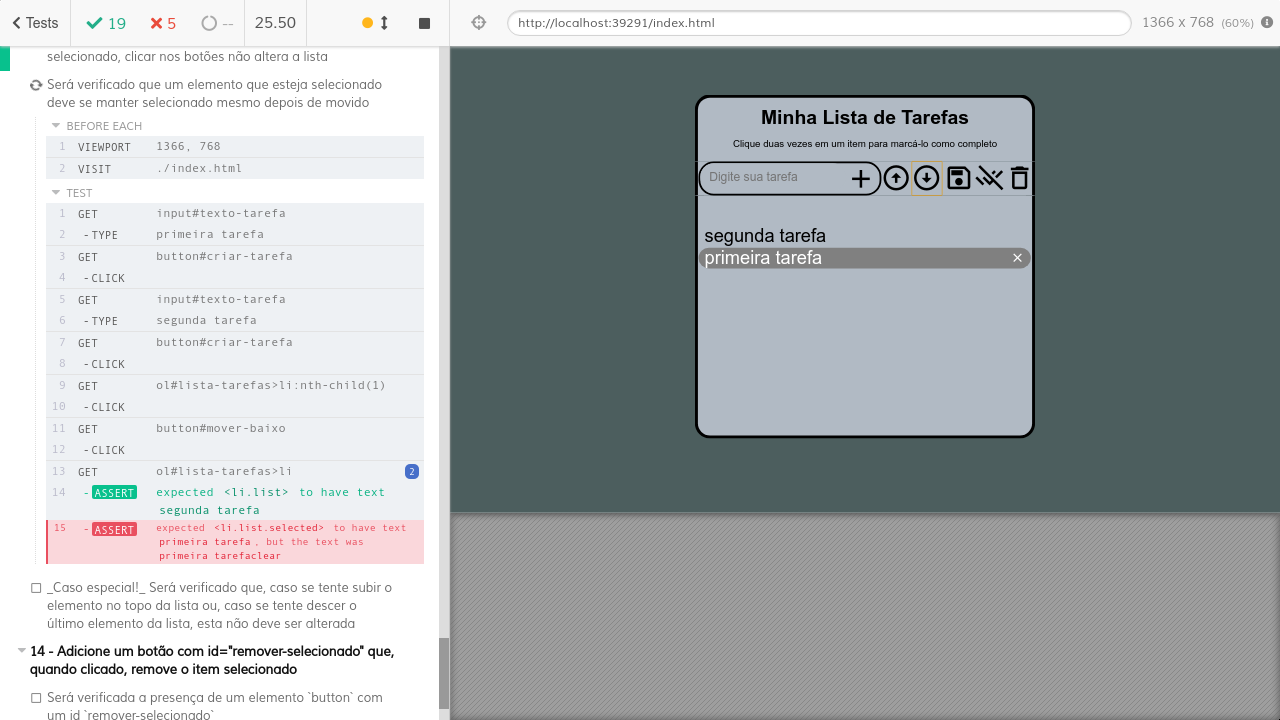 Tests
19
5
--
25.50
http://localhost:39291/index.html
1366 x 768 (60%)
selecionado, clicar nos botões não altera a lista
Será verificado que um elemento que esteja selecionado
deve se manter selecionado mesmo depois de movido
BEFORE EACH
1 VIEWPORT 1366, 768
2 VISIT ./index.html
TEST
1 GET input#texto-tarefa
2 -TYPE primeira tarefa
3 GET button#criar-tarefa
4 -CLICK
5 GET input#texto-tarefa
6 -TYPE segunda tarefa
7 GET button#criar-tarefa
8 -CLICK
9 GET ol#lista-tarefas>li:nth-child(1)
10 -CLICK
11 GET button#mover-baixo
12 -CLICK
13 GET ol#lista-tarefas>li 2
14 -ASSERT expected <li.list> to have text
segunda tarefa
15 -ASSERT expected <li.list.selected> to have text
primeira tarefa, but the text was
primeira tarefaclear
_Caso especial!_ Será verificado que, caso se tente subir o
elemento no topo da lista ou, caso se tente descer o
último elemento da lista, esta não deve ser alterada
14 - Adicione um botão com id="remover-selecionado" que,
quando clicado, remove o item selecionado
Será verificada a presença de um elemento `button` com
um id `remover-selecionado`
Minha Lista de Tarefas
Clique duas vezes em um item para marcá-lo como completo
Digite sua tarefa
segunda tarefa
primeira tarefa